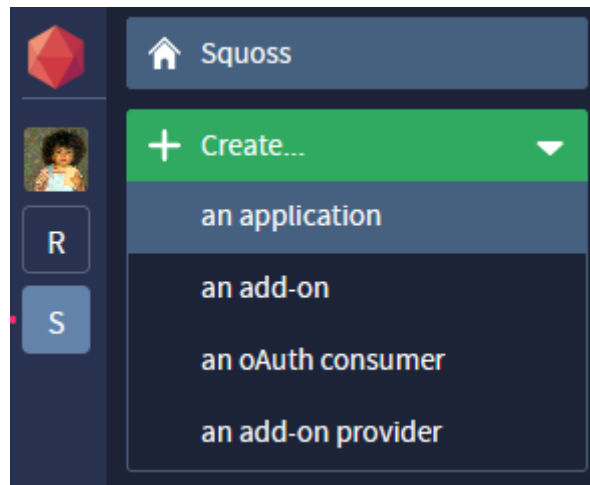 Squoss
Create...
an application
R
an add-on
S
an oAuth consumer
an add-on provider